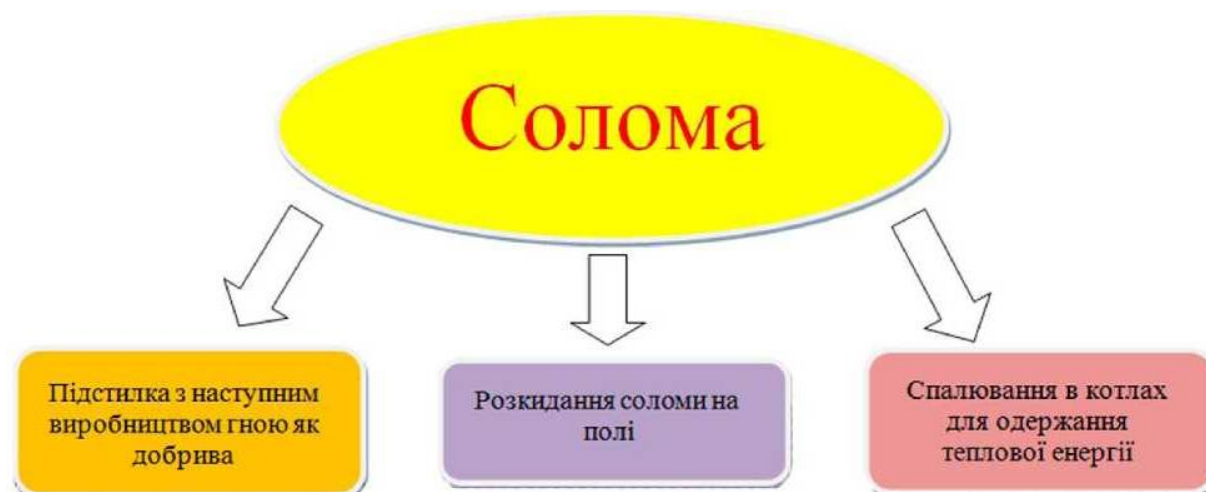 Солома
Підстилка з наступним
виробництвом гною як
добрива
Розкидання соломи на
полі
Спалювання в котлах
для одержання
теплової енергії